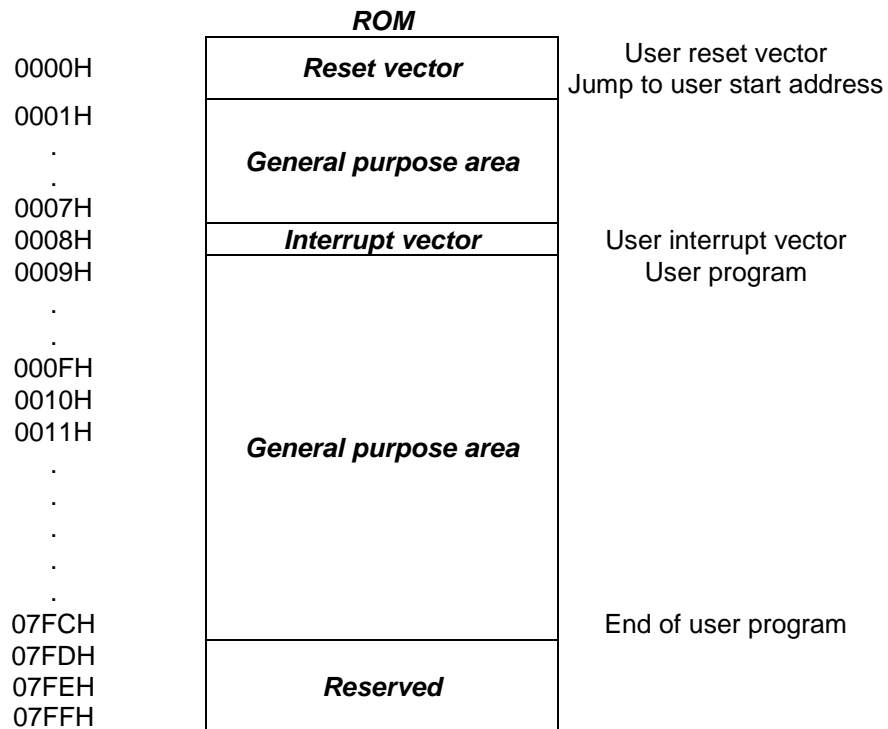 ROM
0000H Reset vector User reset vector
Jump to user start address
0001H
.
General purpose area
.
0007H
0008H Interrupt vector User interrupt vector
0009H User program
.
.
000FH
0010H
0011H
General purpose area
.
.
.
.
.
07FCH End of user program
07FDH
07FEH Reserved
07FFH